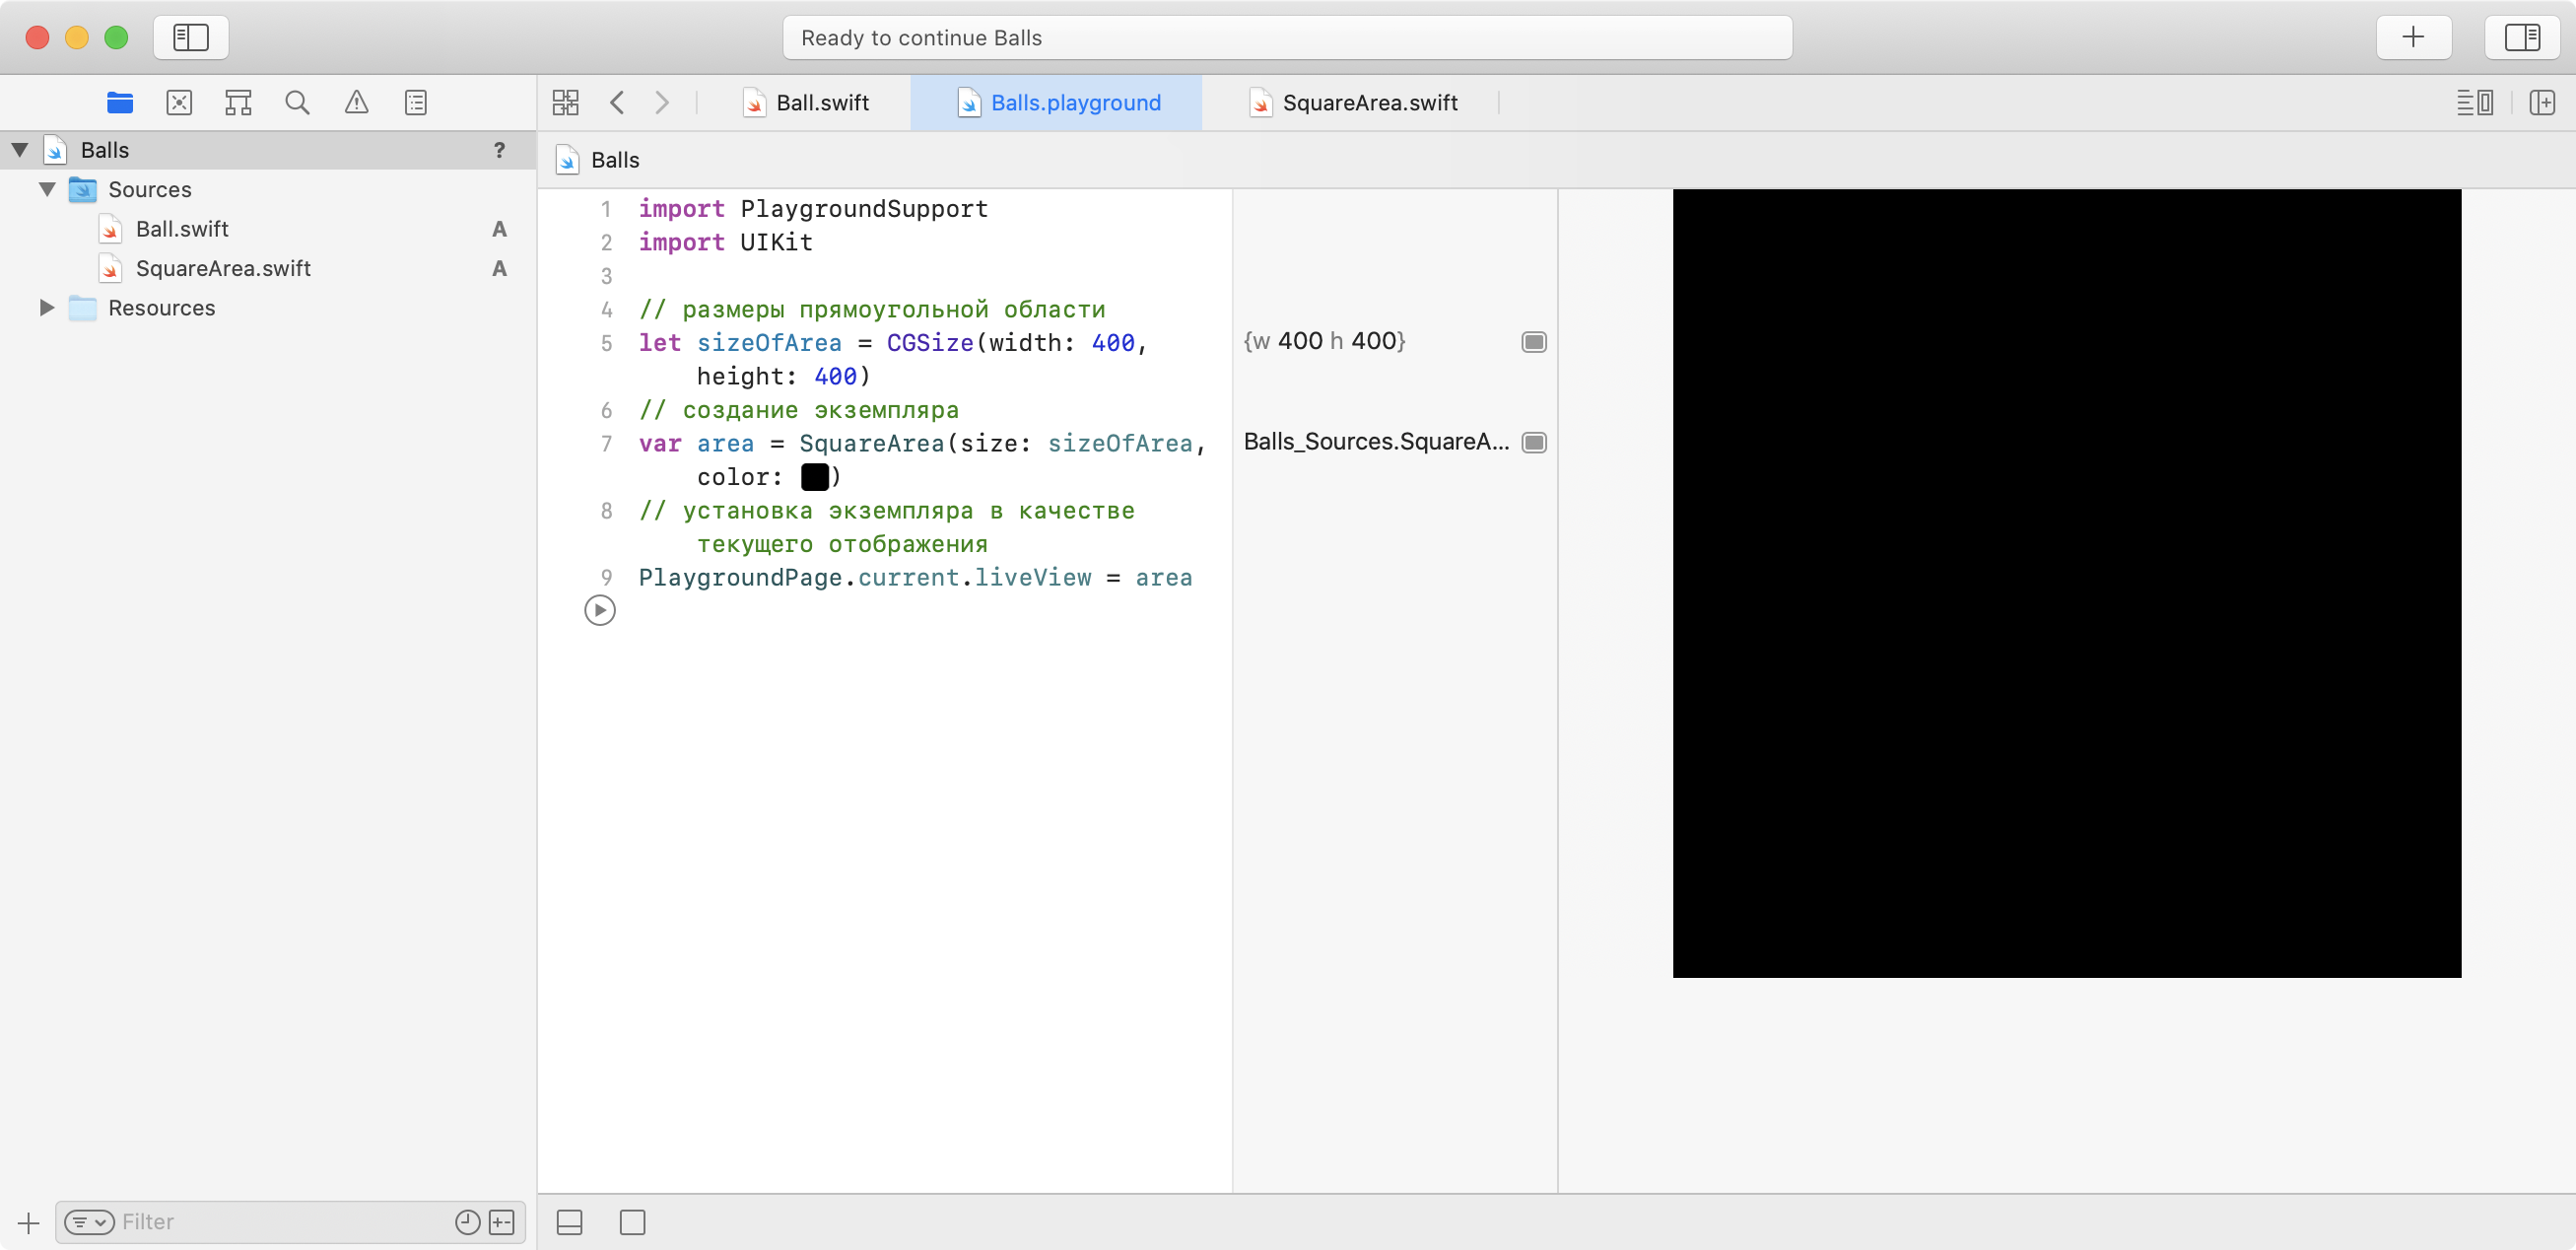 Ready to continue Balls
Ball.swift
Balls.playground
SquareArea.swift
Balls ?
Sources
Ball.swift A
SquareArea.swift A
Resources
Balls
1 import PlaygroundSupport
2 import UIKit
3
4 // размеры прямоугольной области
5 let sizeOfArea = CGSize(width: 400,
height: 400)
6 // создание экземпляра
7 var area = SquareArea(size: sizeOfArea,
color: )
8 // установка экземпляра в качестве
текущего отображения
9 PlaygroundPage.current.liveView = area
{w 400 h 400}
Balls_Sources.SquareA...
Filter